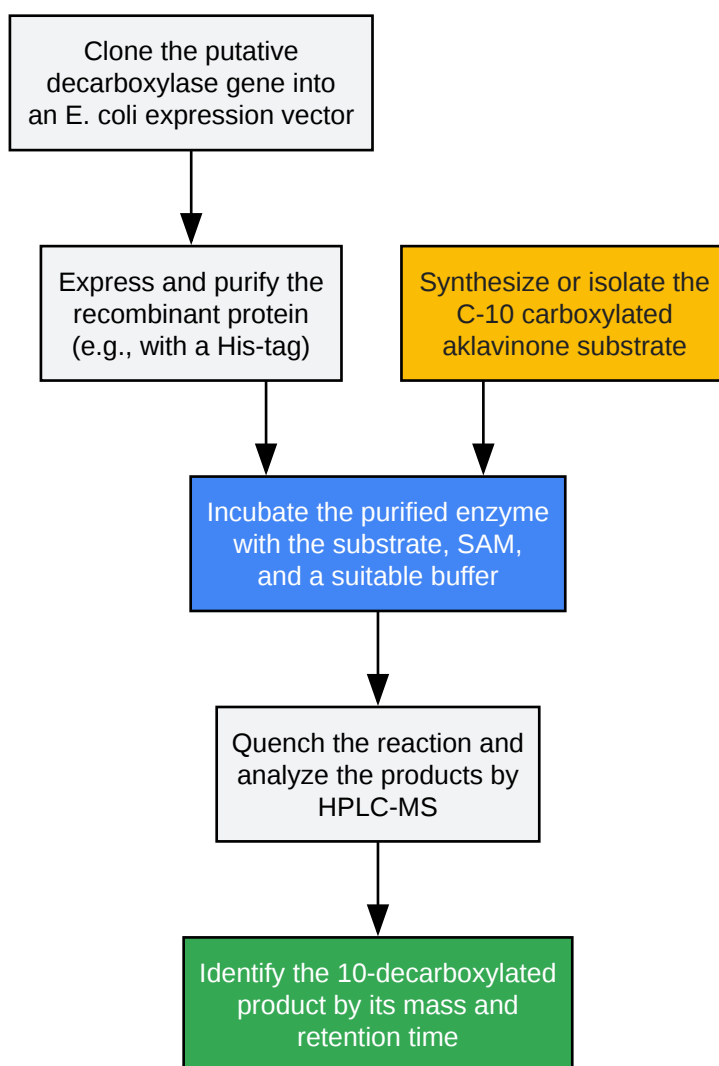 Clone the putative
decarboxylase gene into
an E. coli expression vector
Express and purify the
recombinant protein
(e.g., with a His-tag)
Synthesize or isolate the
C-10 carboxylated
aklavinone substrate
Incubate the purified enzyme
with the substrate, SAM,
and a suitable buffer
Quench the reaction and
analyze the products by
HPLC-MS
Identify the 10-decarboxylated
product by its mass and
retention time